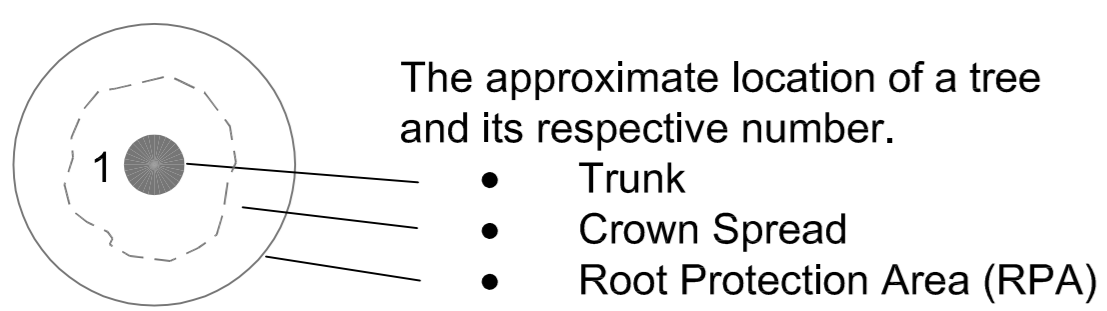 The approximate location of a tree
and its respective number.
1
• Trunk
• Crown Spread
• Root Protection Area (RPA)